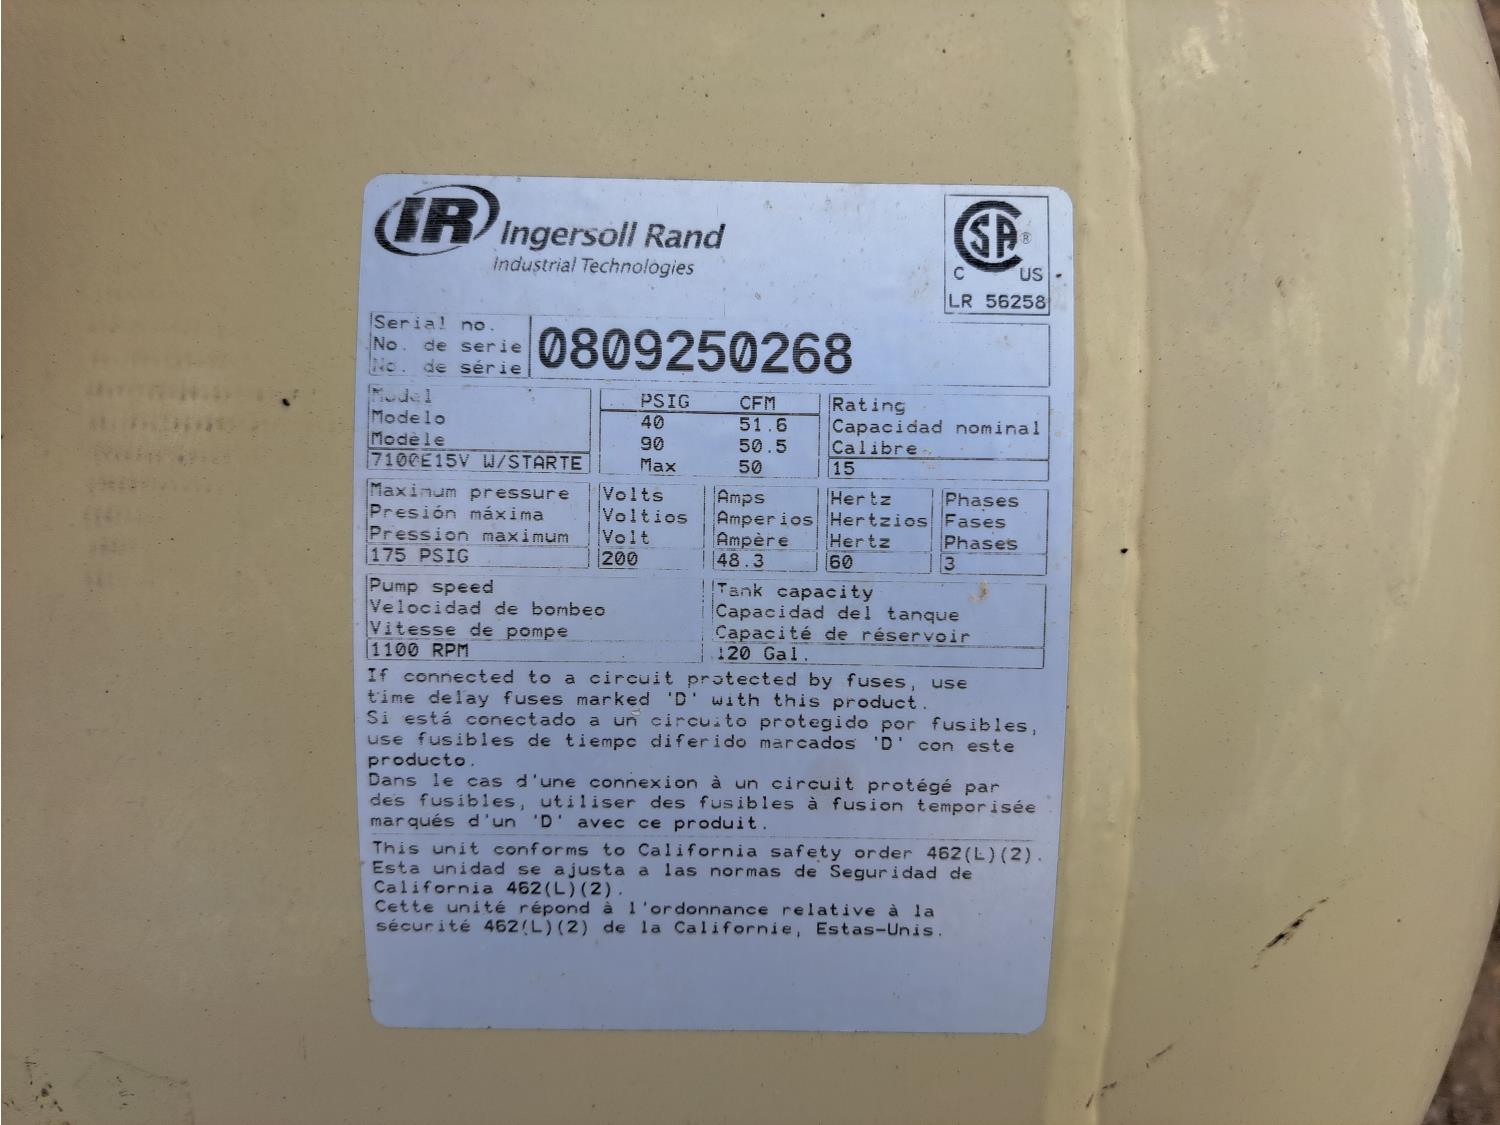 IR Ingersoll Rand
Industrial Technologies
CSA ®
C US
LR 56258
Serial no.
No. de serie
No. de série
0809250268
Model
Modelo
Modèle
7100E15V W/STARTE
PSIG CFM
40 51.6
90 50.5
Max 50
Rating
Capacidad nominal
Calibre
15
Maximum pressure
Presión máxima
Pression maximum
175 PSIG
Volts
Voltios
Volt
200
Amps
Amperios
Ampère
48.3
Hertz
Hertzios
Hertz
60
Phases
Fases
Phases
3
Pump speed
Velocidad de bombeo
Vitesse de pompe
1100 RPM
Tank capacity
Capacidad del tanque
Capacité de réservoir
120 Gal.
If connected to a circuit protected by fuses, use
time delay fuses marked 'D' with this product.
Si está conectado a un circuito protegido por fusibles,
use fusibles de tiempo diferido marcados 'D' con este
producto.
Dans le cas d'une connexion à un circuit protégé par
des fusibles, utiliser des fusibles à fusion temporisée
marqués d'un 'D' avec ce produit.
This unit conforms to California safety order 462(L)(2).
Esta unidad se ajusta a las normas de Seguridad de
California 462(L)(2).
Cette unité répond à l'ordonnance relative à la
sécurité 462(L)(2) de la Californie, Estas-Unis.